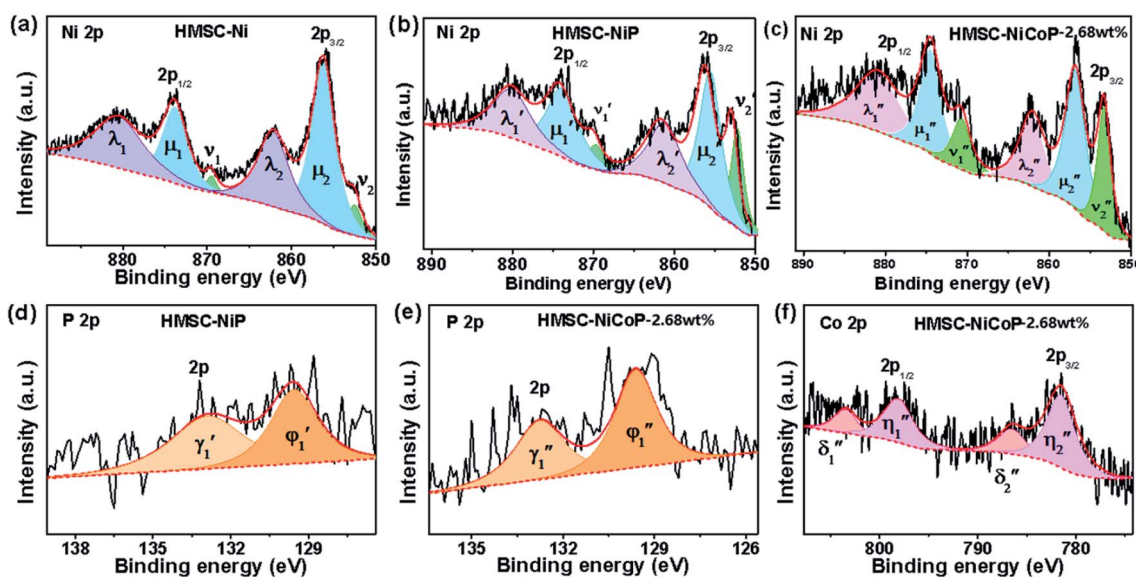 (a)
Ni 2p
HMSC-Ni
2p1/2
2p3/2
λ1
μ1
ν1
λ2
μ2
ν2
Intensity (a.u.)
880
870
860
850
Binding energy (eV)
(b)
Ni 2p
HMSC-NiP
2p1/2
2p3/2
λ1′
μ1′
ν1′
λ2′
μ2
ν2′
Intensity (a.u.)
890
880
870
860
850
Binding energy (eV)
(c)
Ni 2p
HMSC-NiCoP-2.68wt%
2p1/2
2p3/2
λ1″
μ1″
ν1″
λ2″
μ2″
ν2″
Intensity (a.u.)
890
880
870
860
850
Binding energy (eV)
(d)
P 2p
HMSC-NiP
2p
γ1′
φ1′
Intensity (a.u.)
138
135
132
129
Binding energy (eV)
(e)
P 2p
HMSC-NiCoP-2.68wt%
2p
γ1″
φ1″
Intensity (a.u.)
135
132
129
126
Binding energy (eV)
(f)
Co 2p
HMSC-NiCoP-2.68wt%
2p1/2
2p3/2
δ1″
η1″
δ2″
η2″
Intensity (a.u.)
800
790
780
Binding energy (eV)